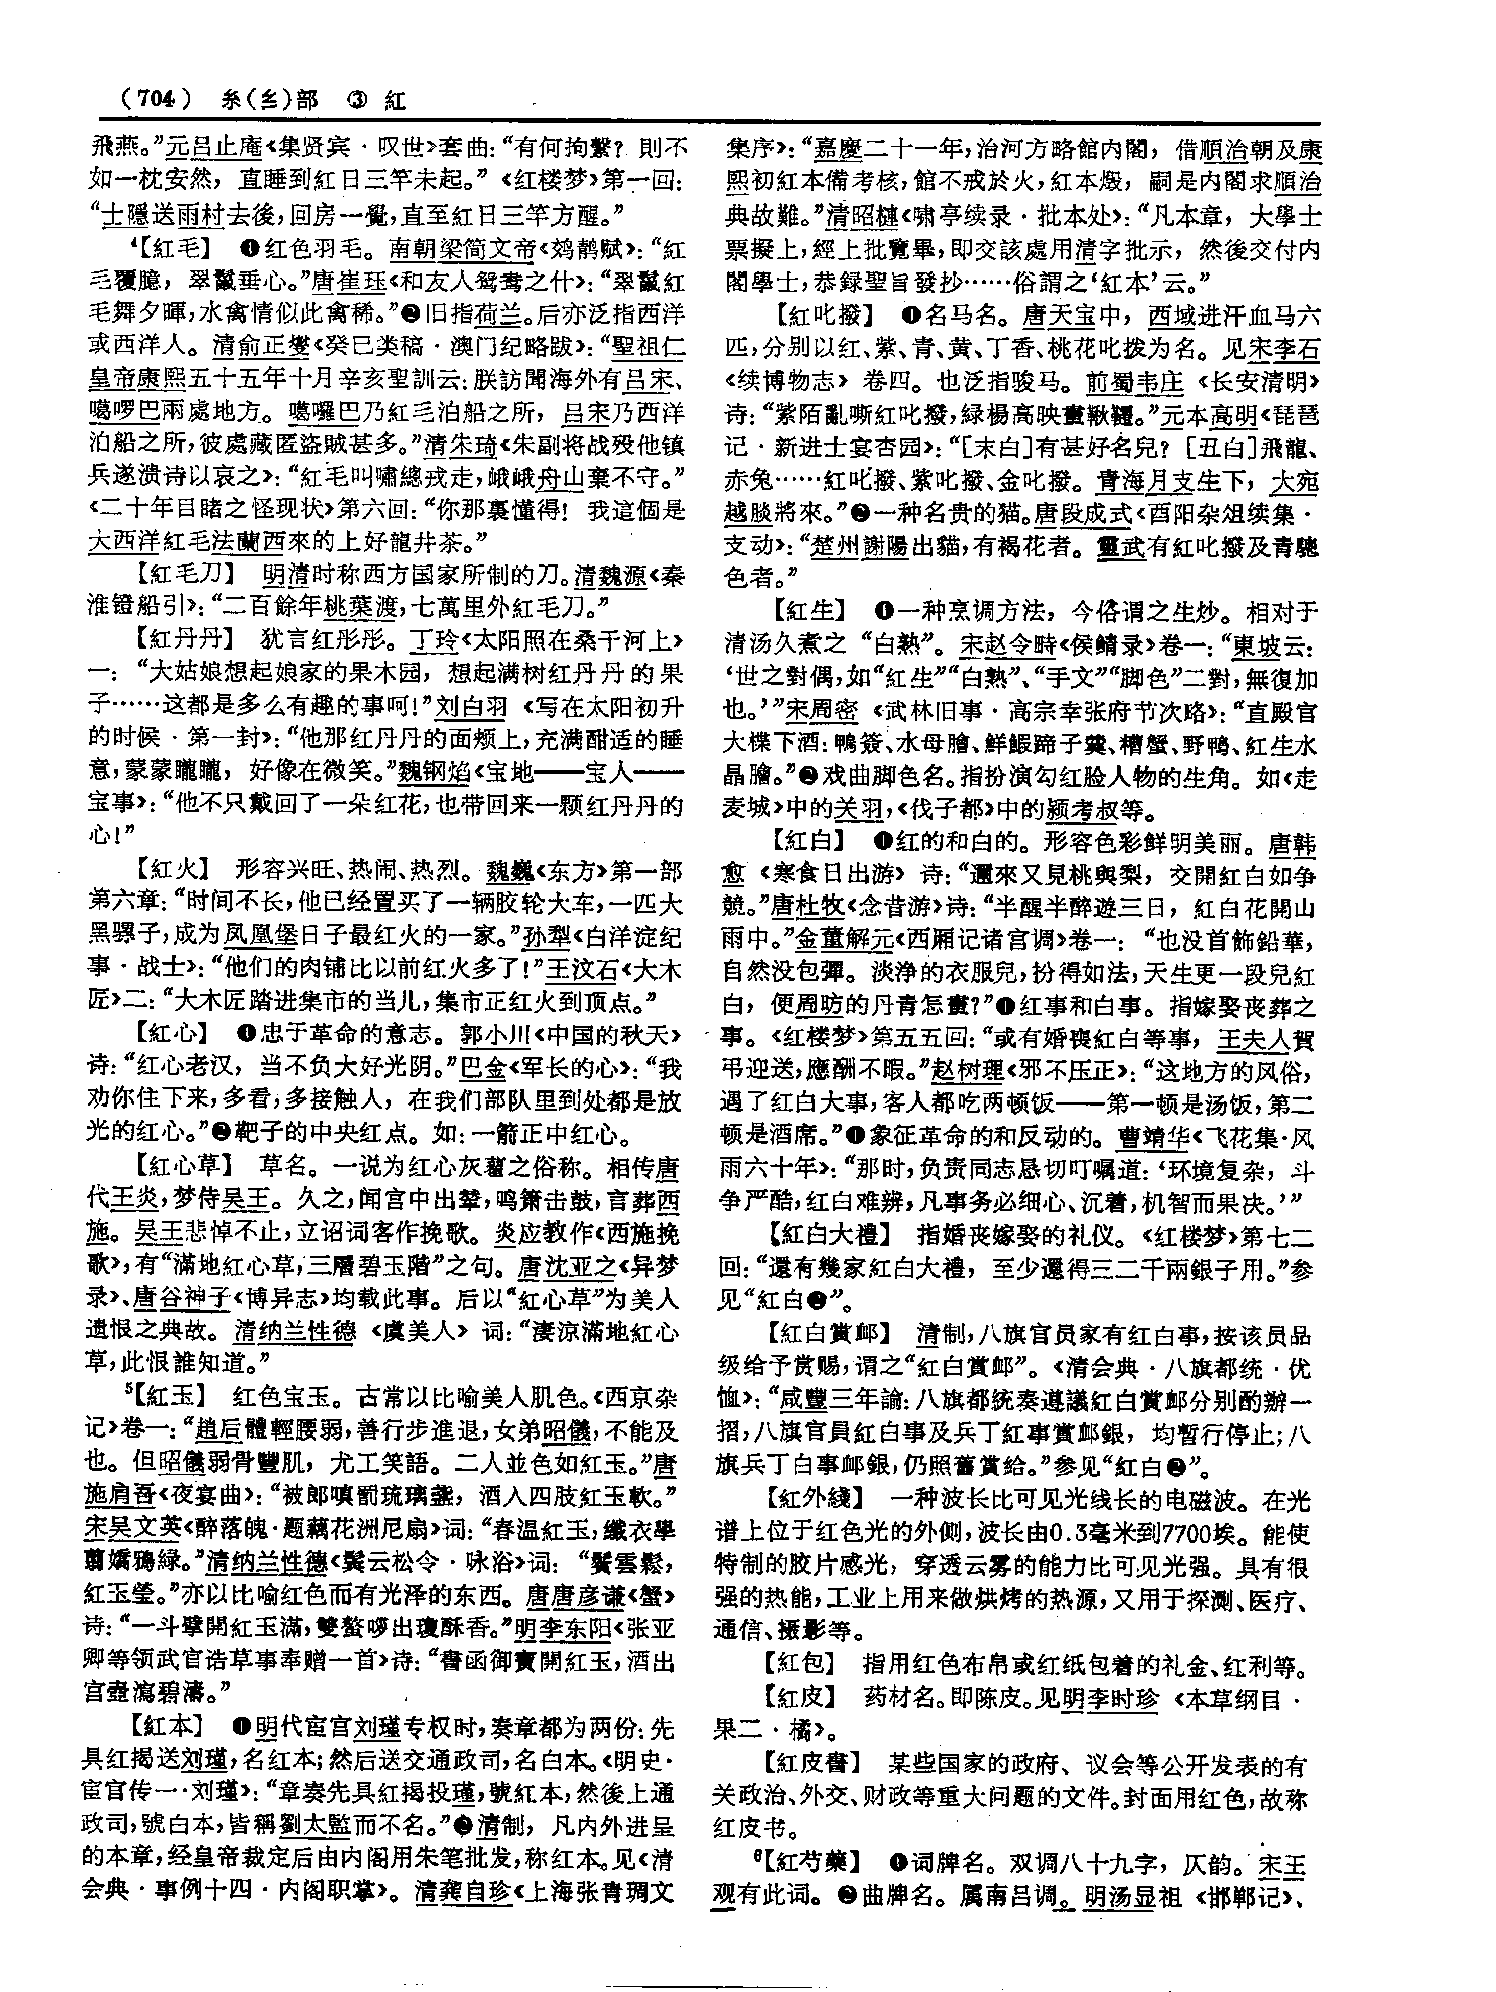 (704) 糸(纟)部 ③ 紅
飛燕。”元吕止庵《集贤宾·叹世》套曲：“有何拘繫？則不
如一枕安然，直睡到紅日三竿未起。”《红楼梦》第一回：
“士隱送雨村去後，回房一覺，直至紅日三竿方醒。”
⁴【紅毛】 ❶红色羽毛。南朝梁简文帝《鵁鶄赋》：“紅
毛覆臆，翠鬣垂心。”唐崔珏《和友人鸳鸯之什》：“翠鬣紅
毛舞夕暉，水禽情似此禽稀。”❷旧指荷兰。后亦泛指西洋
或西洋人。清俞正燮《癸巳类稿·澳门纪略跋》：“聖祖仁
皇帝康熙五十五年十月辛亥聖訓云：朕訪聞海外有吕宋、
噶啰巴兩處地方。噶囉巴乃紅毛泊船之所，吕宋乃西洋
泊船之所，彼處藏匿盜賊甚多。”清朱琦《朱副将战殁他镇
兵遂溃诗以哀之》：“紅毛叫嘯總戎走，峨峨舟山棄不守。”
《二十年目睹之怪现状》第六回：“你那裏懂得！我這個是
大西洋紅毛法蘭西來的上好龍井茶。”
【紅毛刀】 明清时称西方国家所制的刀。清魏源《秦
淮镫船引》：“二百餘年桃葉渡，七萬里外紅毛刀。”
【紅丹丹】 犹言红彤彤。丁玲《太阳照在桑干河上》
一：“大姑娘想起娘家的果木园，想起满树红丹丹的果
子……这都是多么有趣的事呵！”刘白羽《写在太阳初升
的时候·第一封》：“他那红丹丹的面颊上，充满酣适的睡
意，蒙蒙朧朧，好像在微笑。”魏钢焰《宝地——宝人——
宝事》：“他不只戴回了一朵红花，也带回来一颗红丹丹的
心！”
【紅火】 形容兴旺、热闹、热烈。魏巍《东方》第一部
第六章：“时间不长，他已经置买了一辆胶轮大车，一匹大
黑骡子，成为凤凰堡日子最红火的一家。”孙犁《白洋淀纪
事·战士》：“他们的肉铺比以前红火多了！”王汶石《大木
匠》二：“大木匠踏进集市的当儿，集市正红火到顶点。”
【紅心】 ❶忠于革命的意志。郭小川《中国的秋天》
诗：“红心老汉，当不负大好光阴。”巴金《军长的心》：“我
劝你住下来，多看，多接触人，在我们部队里到处都是放
光的红心。”❷靶子的中央红点。如：一箭正中红心。
【紅心草】 草名。一说为红心灰藋之俗称。相传唐
代王炎，梦侍吴王。久之，闻宫中出辇，鸣箫击鼓，言葬西
施。吴王悲悼不止，立诏词客作挽歌。炎应教作《西施挽
歌》，有“滿地紅心草，三層碧玉階”之句。唐沈亚之《异梦
录》、唐谷神子《博异志》均载此事。后以“紅心草”为美人
遗恨之典故。清纳兰性德《虞美人》词：“淒涼滿地紅心
草，此恨誰知道。”
⁵【紅玉】 红色宝玉。古常以比喻美人肌色。《西京杂
记》卷一：“趙后體輕腰弱，善行步進退，女弟昭儀，不能及
也。但昭儀弱骨豐肌，尤工笑語。二人並色如紅玉。”唐
施肩吾《夜宴曲》：“被郎嗔罰琉璃盞，酒入四肢紅玉軟。”
宋吴文英《醉落魄·题藕花洲尼扇》词：“春温紅玉，纖衣學
翦嬌鴉緑。”清纳兰性德《鬓云松令·咏浴》词：“鬢雲鬆，
紅玉瑩。”亦以比喻红色而有光泽的东西。唐唐彦谦《蟹》
诗：“一斗擘開紅玉滿，雙螯哕出瓊酥香。”明李东阳《张亚
卿等领武官诰草事奉赠一首》诗：“書函御寶開紅玉，酒出
宫壺瀉碧濤。”
【紅本】 ❶明代宦官刘瑾专权时，奏章都为两份：先
具红揭送刘瑾，名红本；然后送交通政司，名白本。《明史·
宦官传一·刘瑾》：“章奏先具紅揭投瑾，號紅本，然後上通
政司，號白本，皆稱劉太監而不名。”❷清制，凡内外进呈
的本章，经皇帝裁定后由内阁用朱笔批发，称红本。见《清
会典·事例十四·内阁职掌》。清龚自珍《上海张青琱文
集序》：“嘉慶二十一年，治河方略館内閣，借順治朝及康
熙初紅本備考核，館不戒於火，紅本燬，嗣是内閣求順治
典故難。”清昭槤《啸亭续录·批本处》：“凡本章，大學士
票擬上，經上批覽畢，即交該處用清字批示，然後交付内
閣學士，恭録聖旨發抄……俗謂之‘紅本’云。”
【紅叱撥】 ❶名马名。唐天宝中，西域进汗血马六
匹，分别以红、紫、青、黄、丁香、桃花叱拨为名。见宋李石
《续博物志》卷四。也泛指骏马。前蜀韦庄《长安清明》
诗：“紫陌亂嘶紅叱撥，緑楊高映畫鞦韆。”元本高明《琵琶
记·新进士宴杏园》：“［末白］有甚好名兒？［丑白］飛龍、
赤兔……紅叱撥、紫叱撥、金叱撥。青海月支生下，大宛
越賧將來。”❷一种名贵的猫。唐段成式《酉阳杂俎续集·
支动》：“楚州謝陽出貓，有褐花者。靈武有紅叱撥及青驄
色者。”
【紅生】 ❶一种烹调方法，今俗谓之生炒。相对于
清汤久煮之“白熟”。宋赵令畤《侯鲭录》卷一：“東坡云：
‘世之對偶，如“紅生”“白熟”、“手文”“脚色”二對，無復加
也。’”宋周密《武林旧事·高宗幸张府节次略》：“直殿官
大楪下酒：鴨簽、水母膾、鮮鰕蹄子羹、糟蟹、野鴨、紅生水
晶膾。”❷戏曲脚色名。指扮演勾红脸人物的生角。如《走
麦城》中的关羽，《伐子都》中的颍考叔等。
【紅白】 ❶红的和白的。形容色彩鲜明美丽。唐韩
愈《寒食日出游》诗：“邇來又見桃與梨，交開紅白如争
競。”唐杜牧《念昔游》诗：“半醒半醉遊三日，紅白花開山
雨中。”金董解元《西厢记诸宫调》卷一：“也没首飾鉛華，
自然没包彈。淡浄的衣服兒，扮得如法，天生更一段兒紅
白，便周昉的丹青怎畫？”❷红事和白事。指嫁娶丧葬之
事。《红楼梦》第五五回：“或有婚喪紅白等事，王夫人賀
弔迎送，應酬不暇。”赵树理《邪不压正》：“这地方的风俗，
遇了红白大事，客人都吃两顿饭——第一顿是汤饭，第二
顿是酒席。”❸象征革命的和反动的。曹靖华《飞花集·风
雨六十年》：“那时，负责同志恳切叮嘱道：‘环境复杂，斗
争严酷，红白难辨，凡事务必细心、沉着，机智而果决。’”
【紅白大禮】 指婚丧嫁娶的礼仪。《红楼梦》第七二
回：“還有幾家紅白大禮，至少還得三二千兩銀子用。”参
见“紅白❷”。
【紅白賞䘏】 清制，八旗官员家有红白事，按该员品
级给予赏赐，谓之“紅白賞䘏”。《清会典·八旗都统·优
恤》：“咸豐三年諭：八旗都統奏遵議紅白賞䘏分别酌辦一
摺，八旗官員紅白事及兵丁紅事賞䘏銀，均暫行停止；八
旗兵丁白事䘏銀，仍照舊賞給。”参见“紅白❷”。
【紅外綫】 一种波长比可见光线长的电磁波。在光
谱上位于红色光的外侧，波长由0.3毫米到7700埃。能使
特制的胶片感光，穿透云雾的能力比可见光强。具有很
强的热能，工业上用来做烘烤的热源，又用于探测、医疗、
通信、摄影等。
【紅包】 指用红色布帛或红纸包着的礼金、红利等。
【紅皮】 药材名。即陈皮。见明李时珍《本草纲目·
果二·橘》。
【紅皮書】 某些国家的政府、议会等公开发表的有
关政治、外交、财政等重大问题的文件。封面用红色，故称
红皮书。
⁶【紅芍藥】 ❶词牌名。双调八十九字，仄韵。宋王
观有此词。❷曲牌名。属南吕调。明汤显祖《邯郸记》、